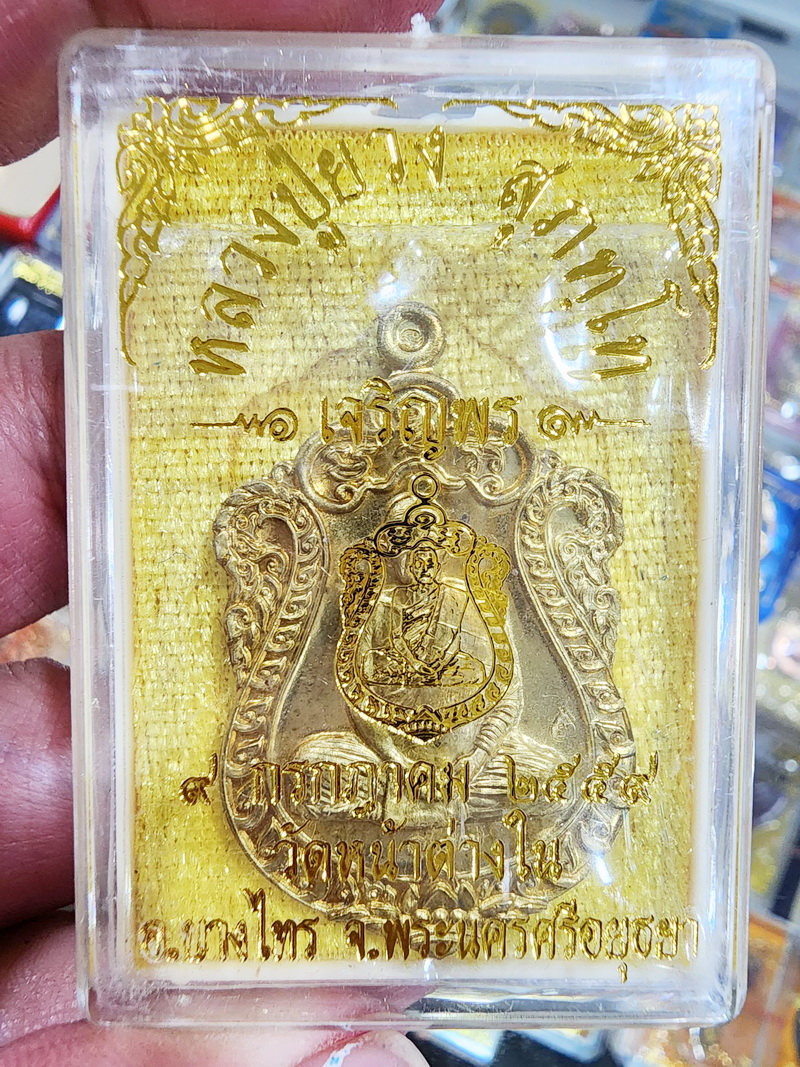 หลวงปู่ยวง สุภทฺโท
เจริญพร
๙ กรกฎาคม ๒๕๕๙
วัดหน้าต่างใน
อ.บางไทร จ.พระนครศรีอยุธยา